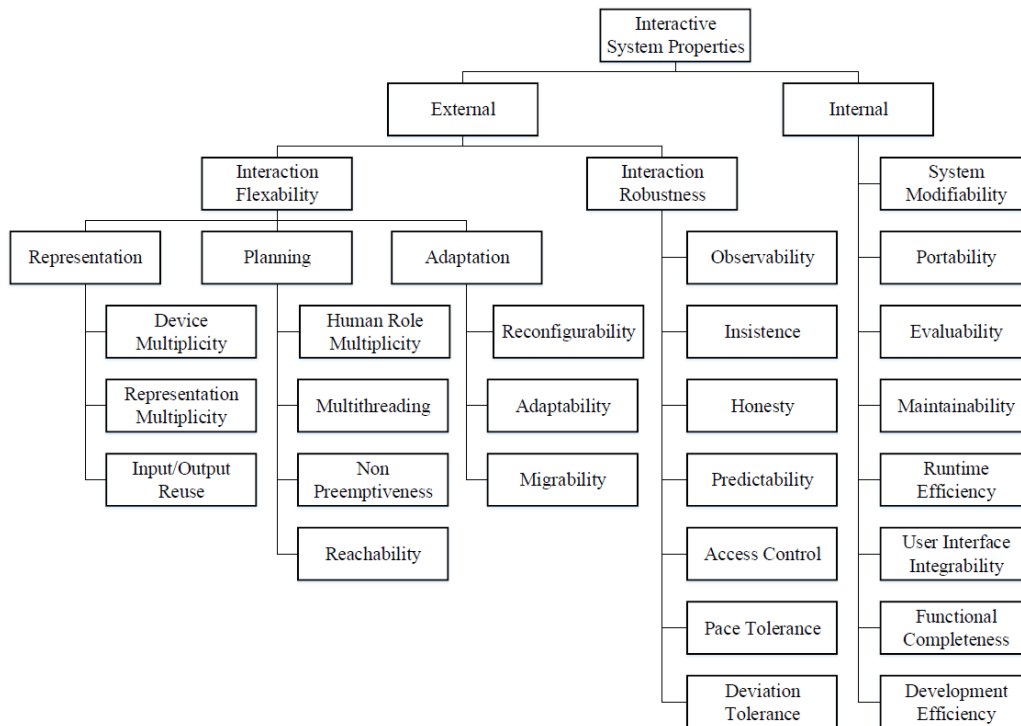 Interactive
System Properties
External
Internal
Interaction
Flexability
Interaction
Robustness
System
Modifiability
Representation
Planning
Adaptation
Observability
Portability
Device
Multiplicity
Human Role
Multiplicity
Reconfigurability
Insistence
Evaluability
Representation
Multiplicity
Multithreading
Adaptability
Honesty
Maintainability
Input/Output
Reuse
Non
Preemptiveness
Migrability
Predictability
Runtime
Efficiency
Reachability
Access Control
User Interface
Integrability
Pace Tolerance
Functional
Completeness
Deviation
Tolerance
Development
Efficiency